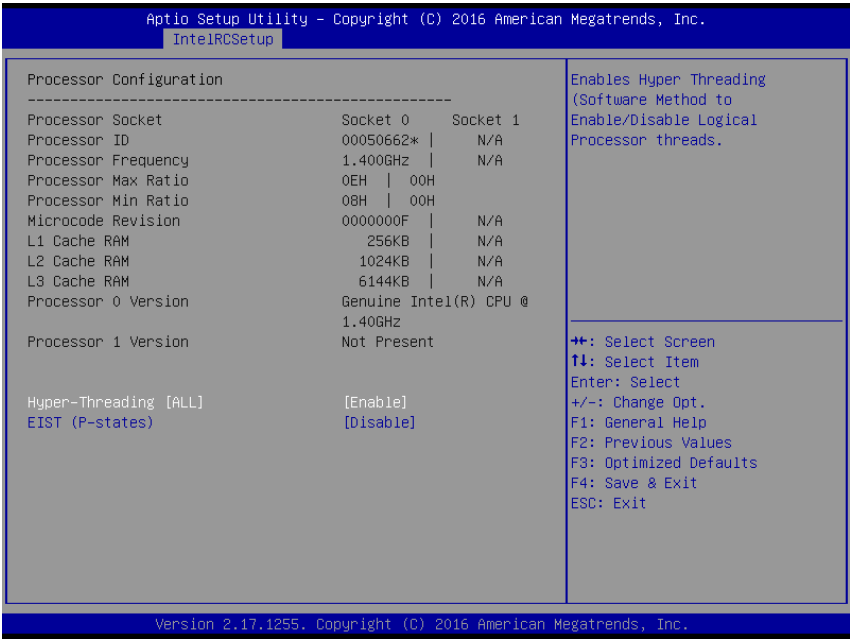 Aptio Setup Utility – Copyright (C) 2016 American Megatrends, Inc.
IntelRCSetup
Processor Configuration
--------------------------------------------------
Processor Socket Socket 0 Socket 1
Processor ID 00050662* | N/A
Processor Frequency 1.400GHz | N/A
Processor Max Ratio 0EH | 00H
Processor Min Ratio 08H | 00H
Microcode Revision 0000000F | N/A
L1 Cache RAM 256KB | N/A
L2 Cache RAM 1024KB | N/A
L3 Cache RAM 6144KB | N/A
Processor 0 Version Genuine Intel(R) CPU @
1.40GHz
Processor 1 Version Not Present
Hyper-Threading [ALL] [Enable]
EIST (P-states) [Disable]
Enables Hyper Threading
(Software Method to
Enable/Disable Logical
Processor threads.
→←: Select Screen
↑↓: Select Item
Enter: Select
+/-: Change Opt.
F1: General Help
F2: Previous Values
F3: Optimized Defaults
F4: Save & Exit
ESC: Exit
Version 2.17.1255. Copyright (C) 2016 American Megatrends, Inc.